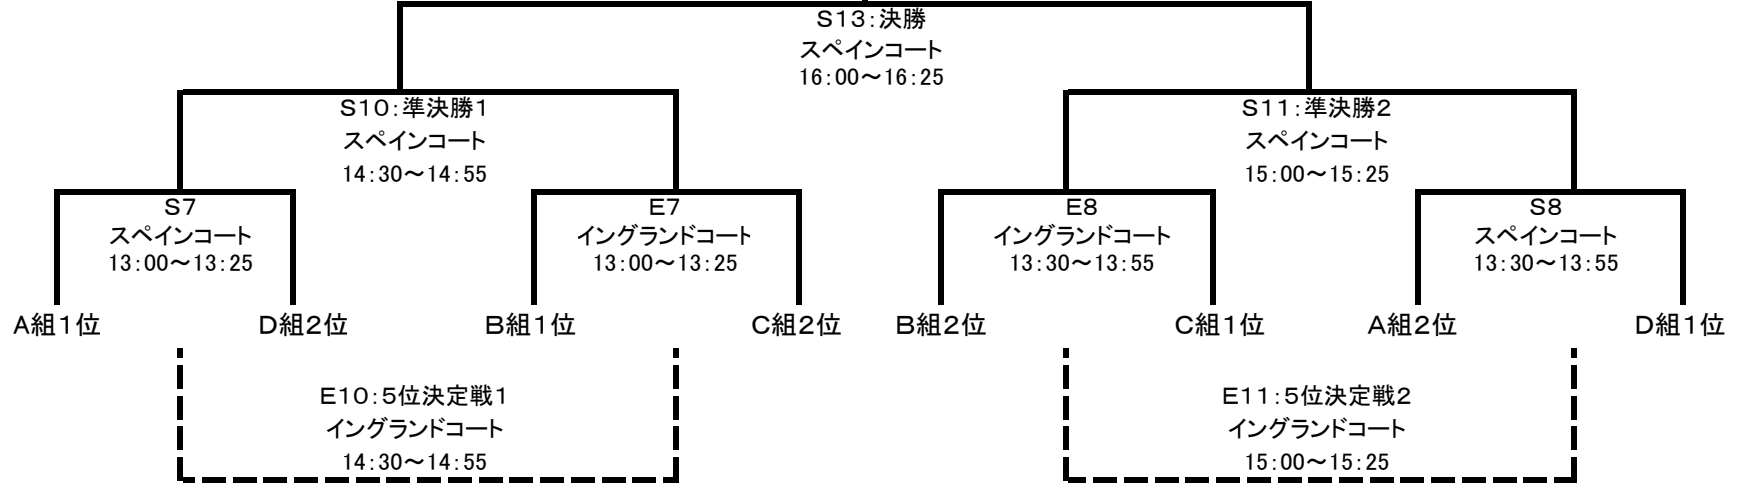 S13:決勝
スペインコート
16:00～16:25
S10:準決勝1
スペインコート
14:30～14:55
S11:準決勝2
スペインコート
15:00～15:25
S7
スペインコート
13:00～13:25
E7
イングランドコート
13:00～13:25
E8
イングランドコート
13:30～13:55
S8
スペインコート
13:30～13:55
A組1位
D組2位
B組1位
C組2位
B組2位
C組1位
A組2位
D組1位
E10:5位決定戦1
イングランドコート
14:30～14:55
E11:5位決定戦2
イングランドコート
15:00～15:25